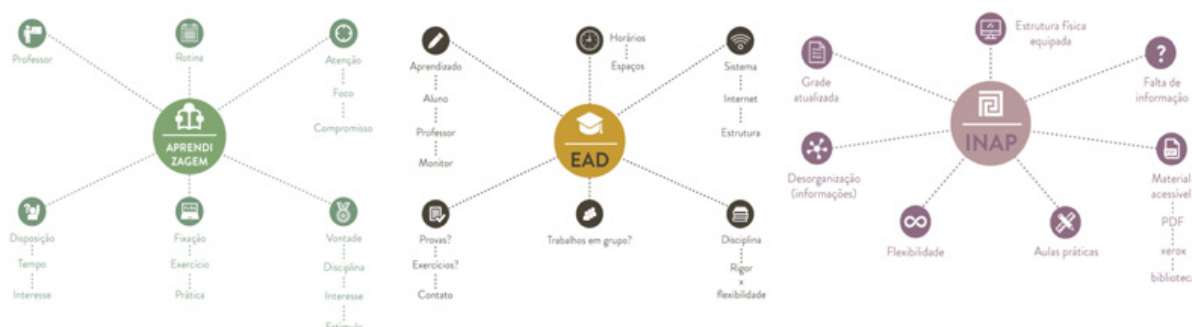 Professor
Rotina
Atenção
Foco
Compromisso
APRENDI
ZAGEM
Disposição
Tempo
Interesse
Fixação
Exercício
Prática
Vontade
Disciplina
Interesse
Estímulo
Aprendizado
Aluno
Professor
Monitor
Horários
Espaços
Sistema
Internet
Estrutura
EAD
Provas?
Exercícios?
Contato
Trabalhos em grupo?
Disciplina
Rigor
x
flexibilidade
Estrutura física
equipada
Grade
atualizada
?
Falta de
informação
INAP
Desorganização
(informações)
Material
acessível
PDF
xerox
biblioteca
Flexibilidade
Aulas práticas